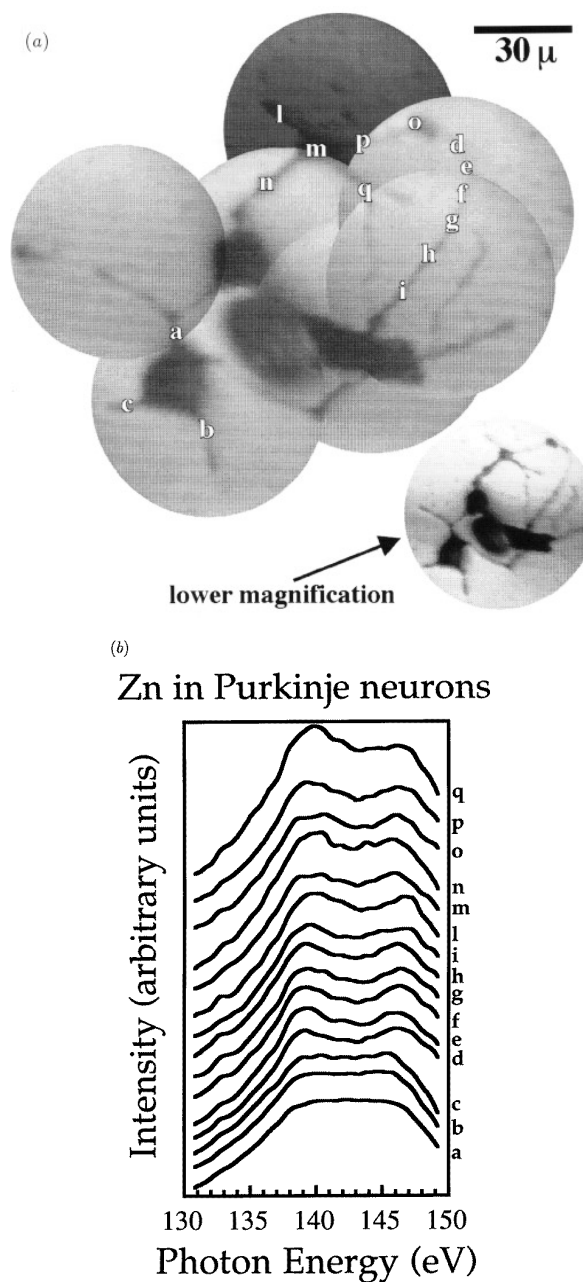 (a)
30 µ
l
o
p
m
d
e
n
q
f
g
h
i
a
c
b
lower magnification
(b)
Zn in Purkinje neurons
Intensity (arbitrary units)
q
p
o
n
m
l
i
h
g
f
e
d
c
b
a
130 135 140 145 150
Photon Energy (eV)